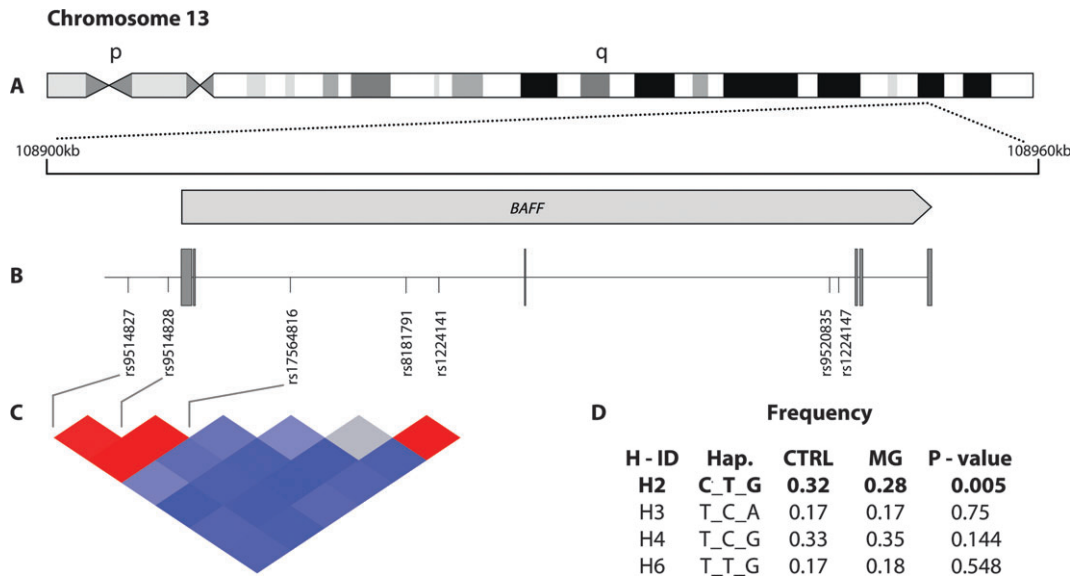 Chromosome 13
p q
A
108900kb 108960kb
BAFF
B
rs9514827
rs9514828
rs17564816
rs8181791
rs1224141
rs9520835
rs1224147
C
D Frequency
H - ID Hap. CTRL MG P - value
H2 C_T_G 0.32 0.28 0.005
H3 T_C_A 0.17 0.17 0.75
H4 T_C_G 0.33 0.35 0.144
H6 T_T_G 0.17 0.18 0.548